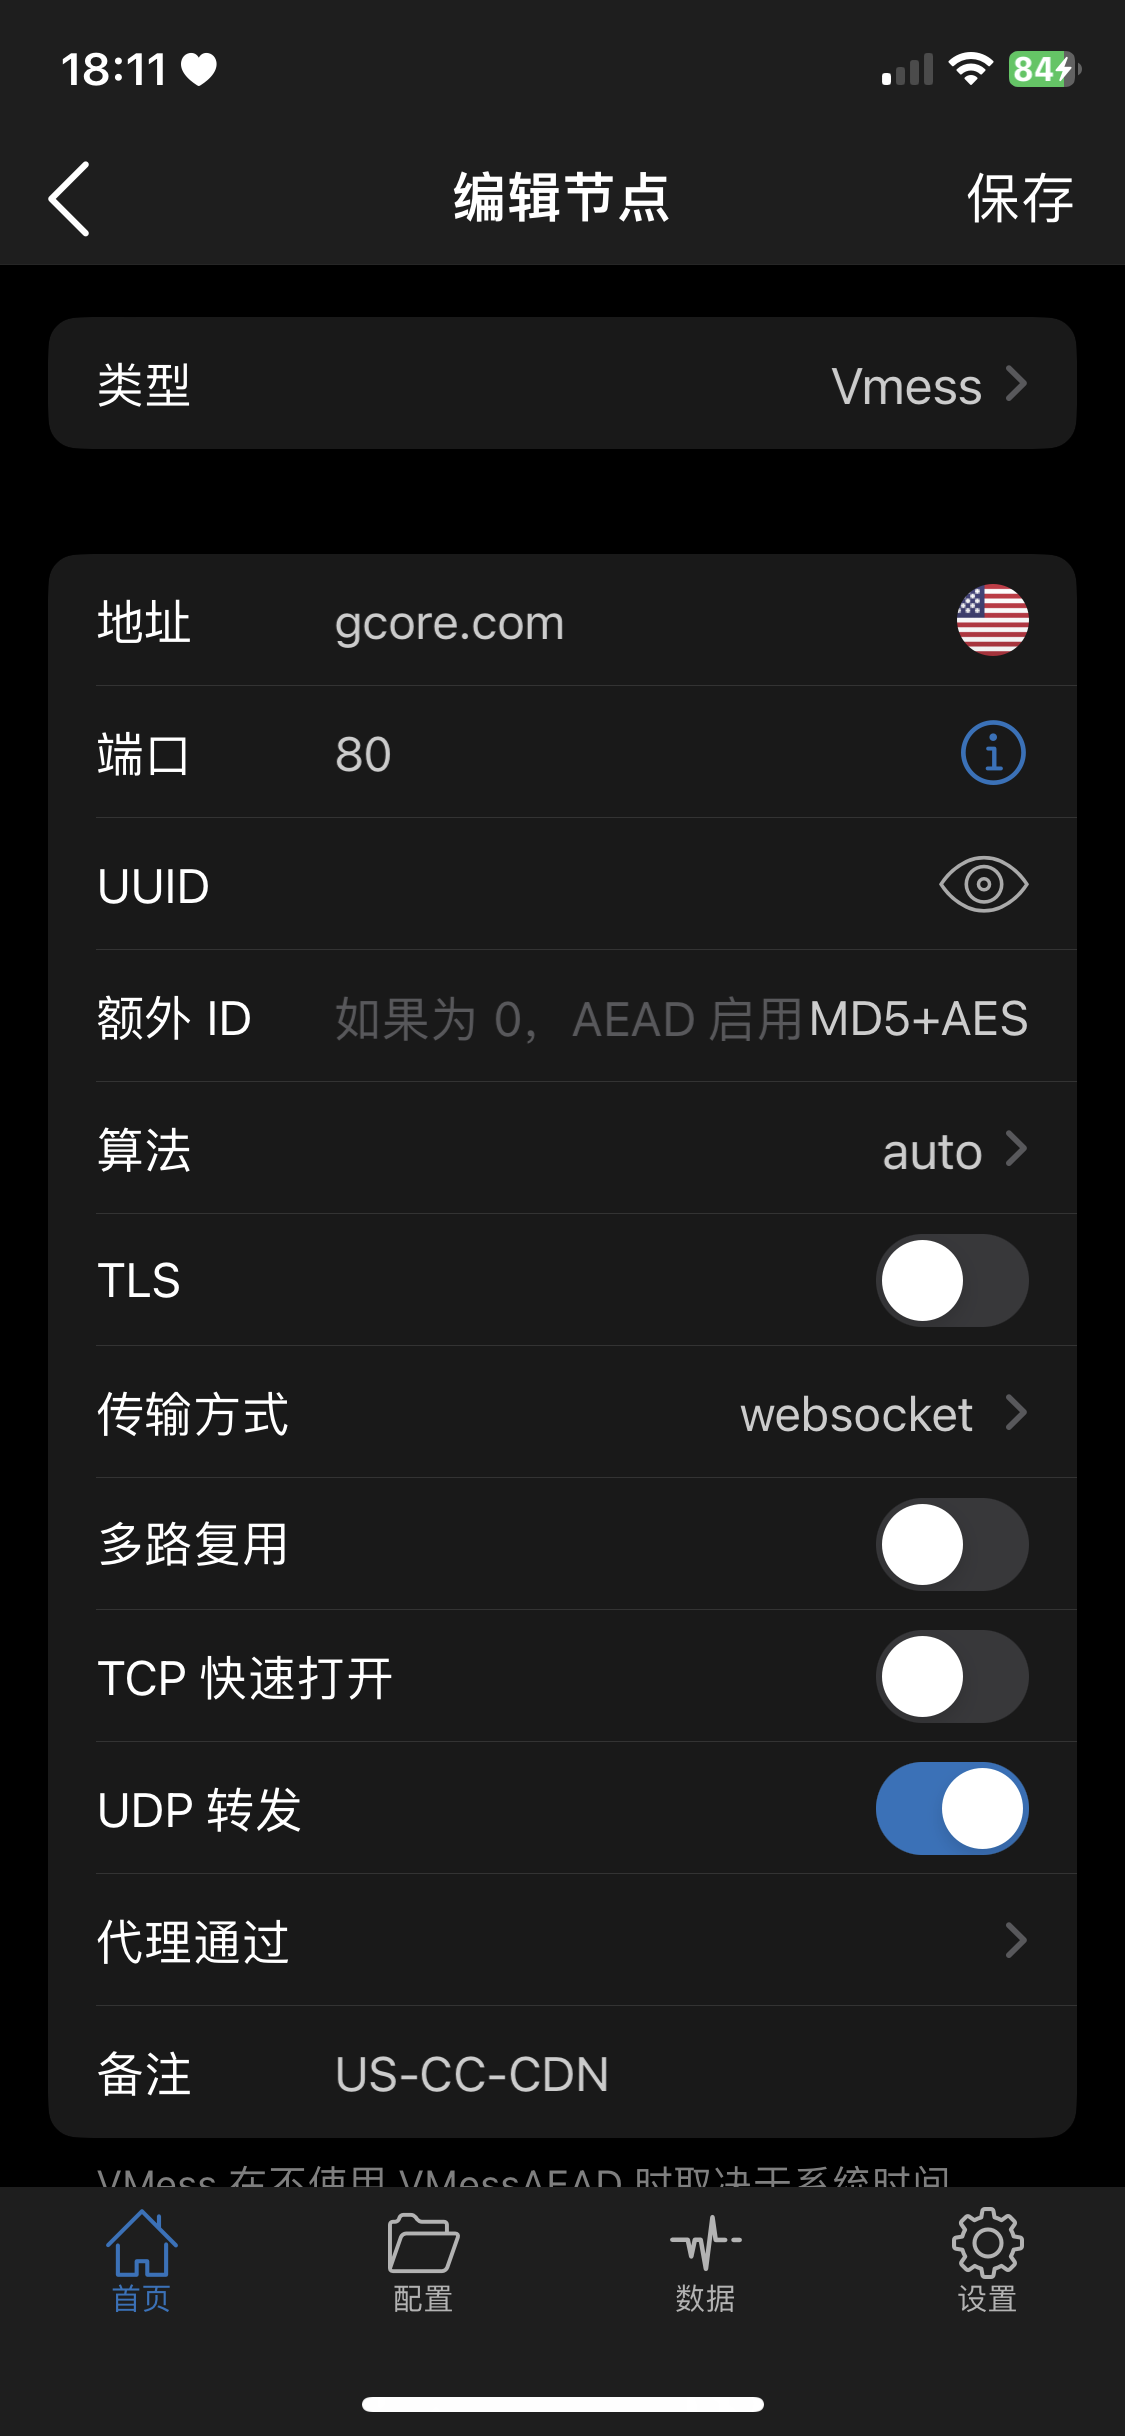 18:11
84
编辑节点
保存
类型 Vmess
地址 gcore.com
端口 80
UUID
额外 ID 如果为 0，AEAD 启用 MD5+AES
算法 auto
TLS
传输方式 websocket
多路复用
TCP 快速打开
UDP 转发
代理通过
备注 US-CC-CDN
VMess 在不使用 VMessAEAD 时取决于系统时间
首页 配置 数据 设置